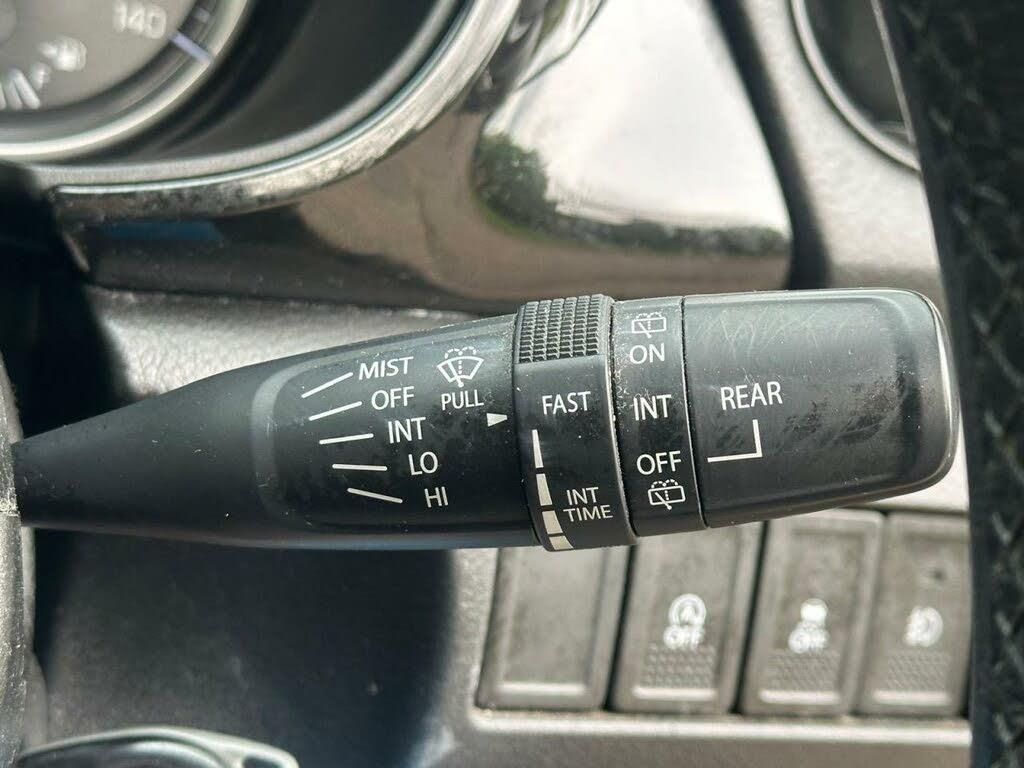 140
MIST
OFF
INT
LO
HI
PULL
FAST
INT
TIME
ON
INT
OFF
REAR
A
OFF
OFF